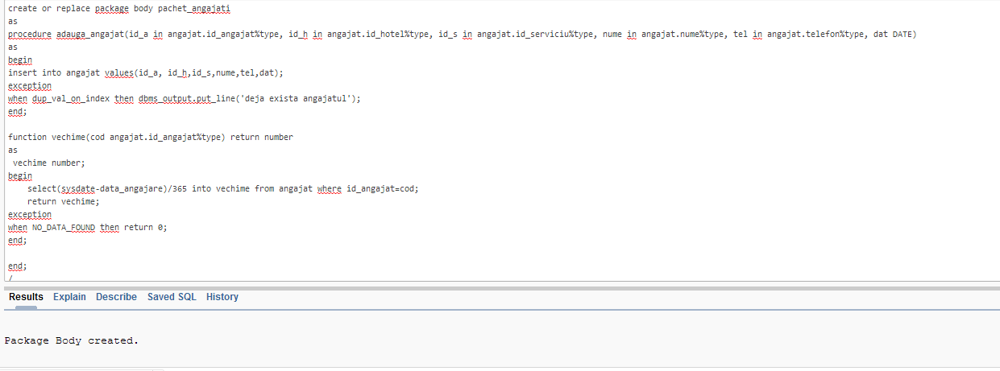 create or replace package body pachet_angajati
as
procedure adauga_angajat(id_a in angajat.id_angajat%type, id_h in angajat.id_hotel%type, id_s in angajat.id_serviciu%type, nume in angajat.nume%type, tel in angajat.telefon%type, dat DATE)
as
begin
insert into angajat values(id_a, id_h,id_s,nume,tel,dat);
exception
when dup_val_on_index then dbms_output.put_line('deja exista angajatul');
end;
function vechime(cod angajat.id_angajat%type) return number
as
vechime number;
begin
select(sysdate-data_angajare)/365 into vechime from angajat where id_angajat=cod;
return vechime;
exception
when NO_DATA_FOUND then return 0;
end;
end;
/
Results Explain Describe Saved SQL History
Package Body created.